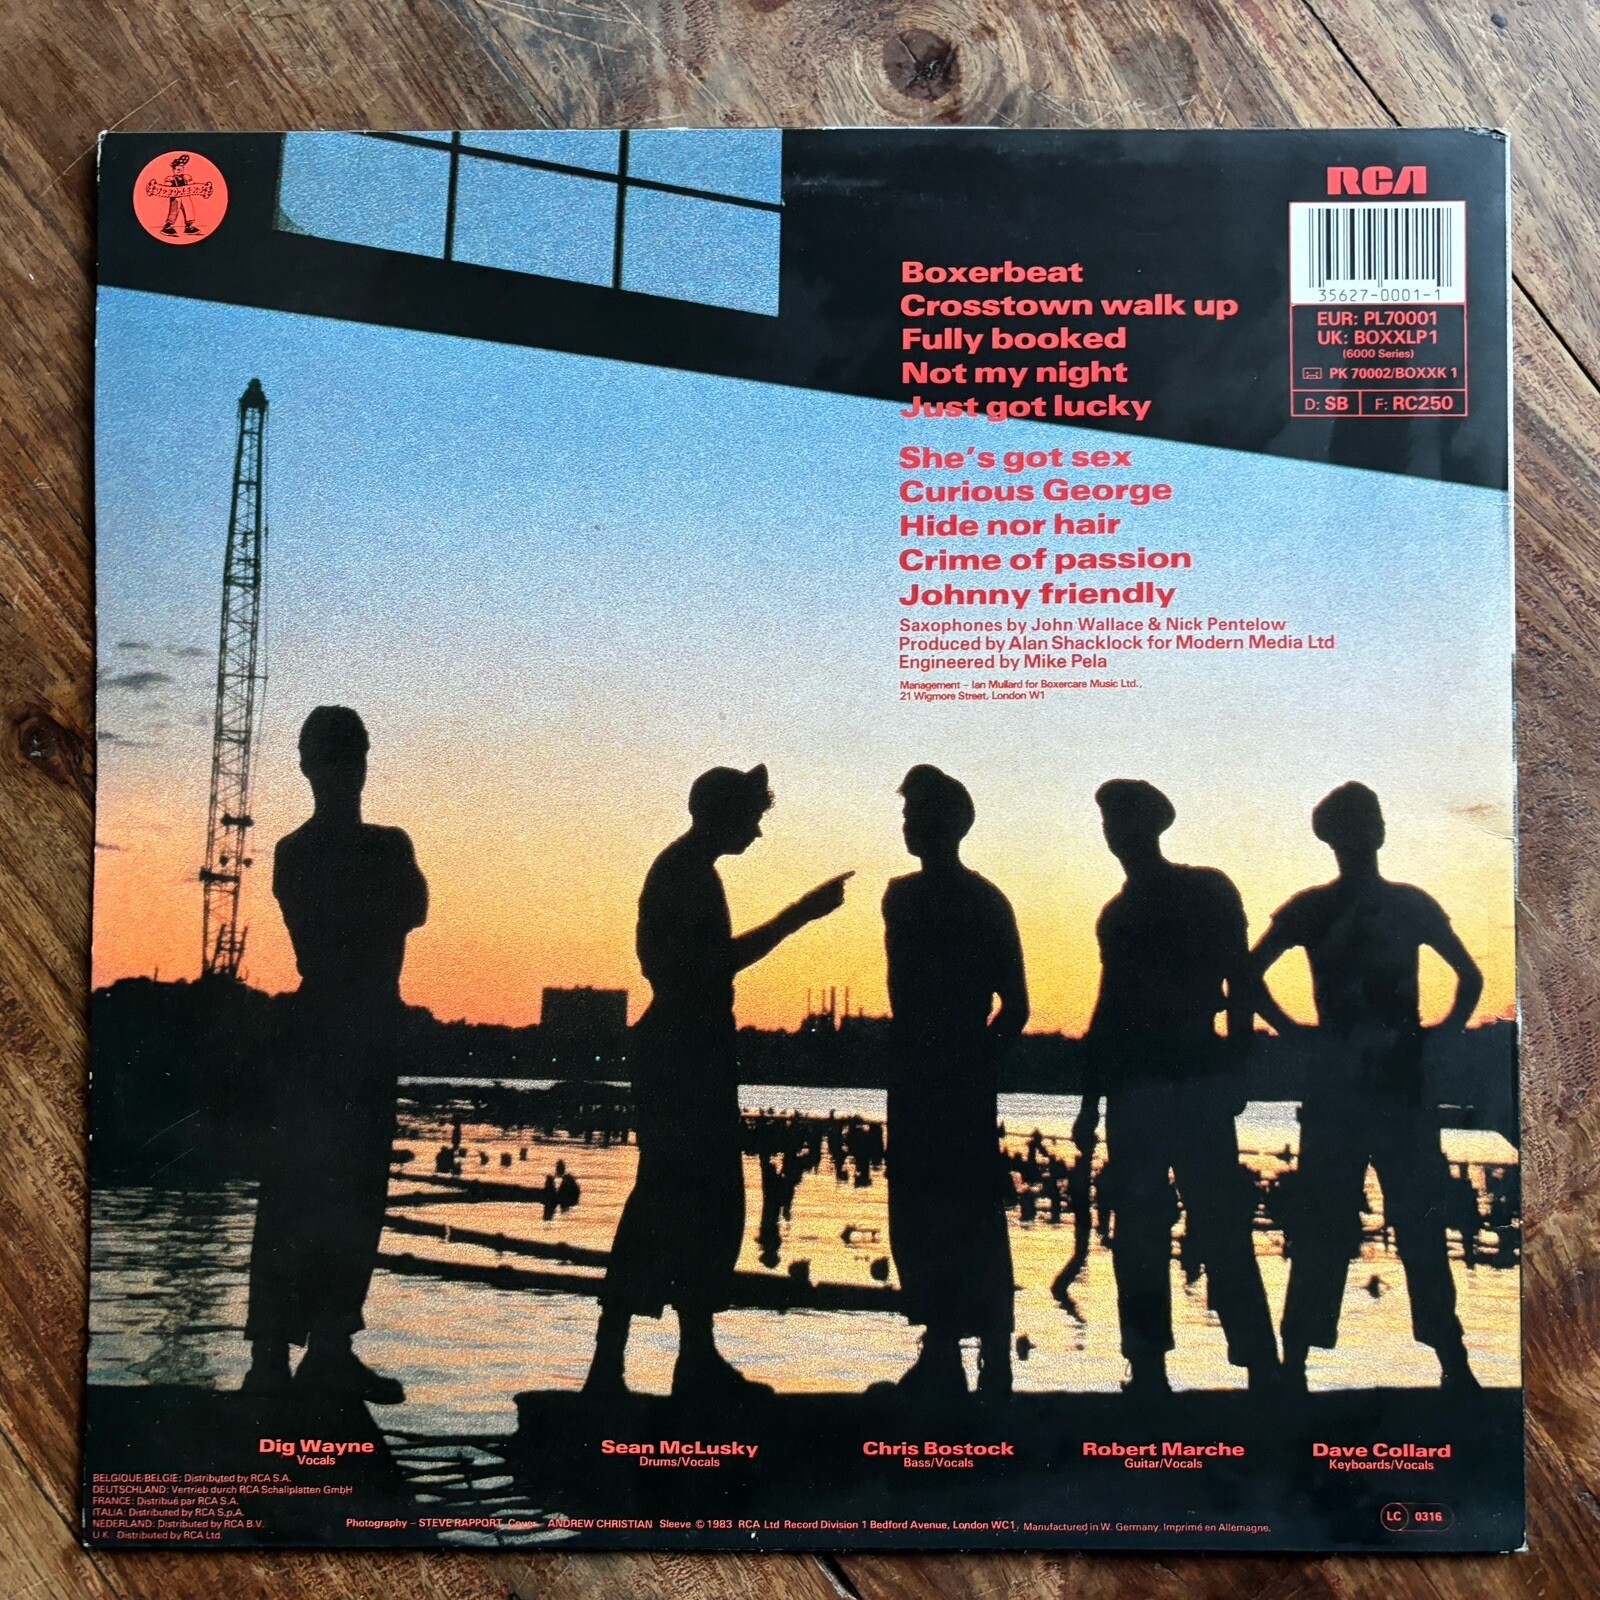 JOBOXERS
RCA
35627-0001-1
EUR: PL70001
UK: BOXXLP1
(6000 Series)
PK 70002/BOXXK 1
D: SB F: RC250
Boxerbeat
Crosstown walk up
Fully booked
Not my night
Just got lucky
She's got sex
Curious George
Hide nor hair
Crime of passion
Johnny friendly
Saxophones by John Wallace & Nick Pentelow
Produced by Alan Shacklock for Modern Media Ltd
Engineered by Mike Pela
Management – Ian Mullard for Boxercare Music Ltd.,
21 Wigmore Street, London W1
Dig Wayne
Vocals
Sean McLusky
Drums/Vocals
Chris Bostock
Bass/Vocals
Robert Marche
Guitar/Vocals
Dave Collard
Keyboards/Vocals
BELGIQUE/BELGIE: Distributed by RCA S.A.
DEUTSCHLAND: Vertrieb durch RCA Schallplatten GmbH
FRANCE: Distribué par RCA S.A.
ITALIA: Distributed by RCA S.p.A.
NEDERLAND: Distributed by RCA B.V.
U.K. Distributed by RCA Ltd.
Photography – STEVE RAPPORT Cover ANDREW CHRISTIAN Sleeve © 1983 RCA Ltd Record Division 1 Bedford Avenue, London WC1. Manufactured in W. Germany. Imprimé en Allemagne.
LC 0316